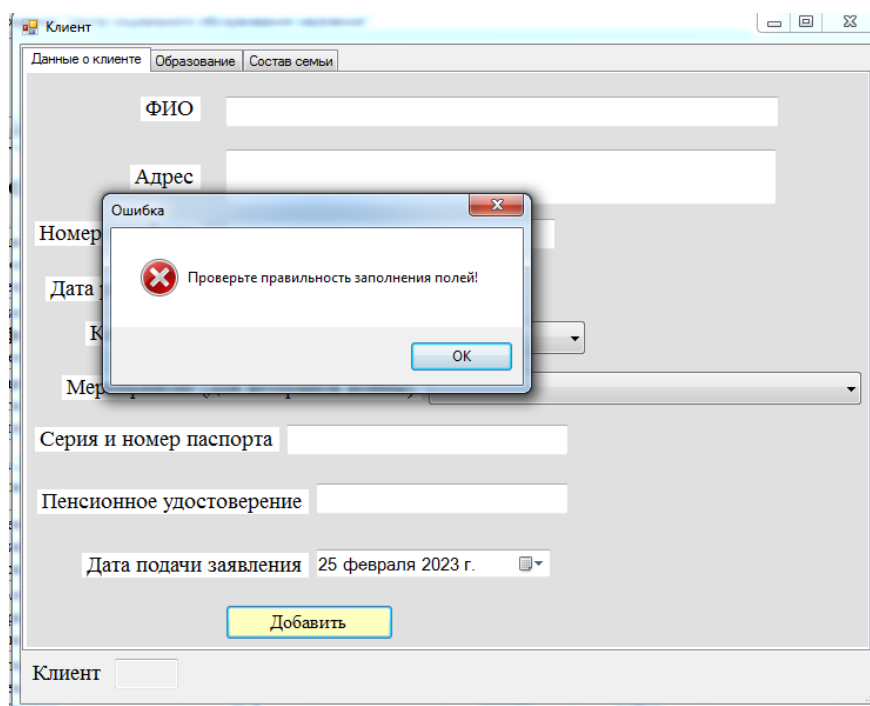 Клиент
Данные о клиенте Образование Состав семьи
ФИО
Адрес
Ошибка
Номер
Проверьте правильность заполнения полей!
Дата
OK
Серия и номер паспорта
Пенсионное удостоверение
Дата подачи заявления 25 февраля 2023 г.
Добавить
Клиент